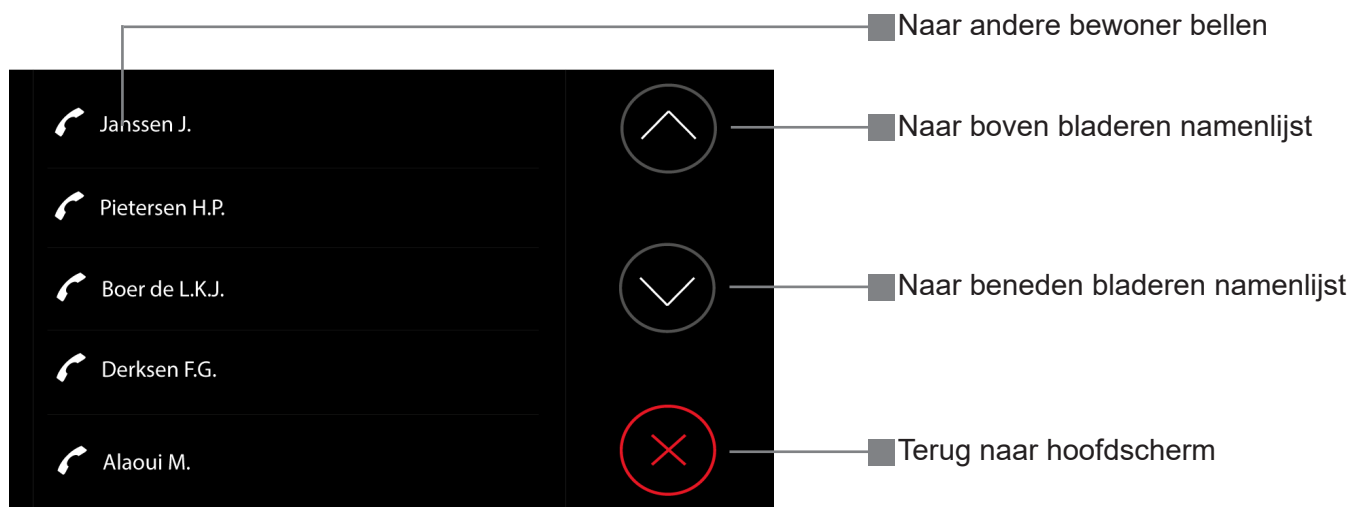 Naar andere bewoner bellen
Janssen J.
Naar boven bladeren namenlijst
Pietersen H.P.
Boer de L.K.J.
Naar beneden bladeren namenlijst
Derksen F.G.
Alaoui M.
Terug naar hoofdscherm